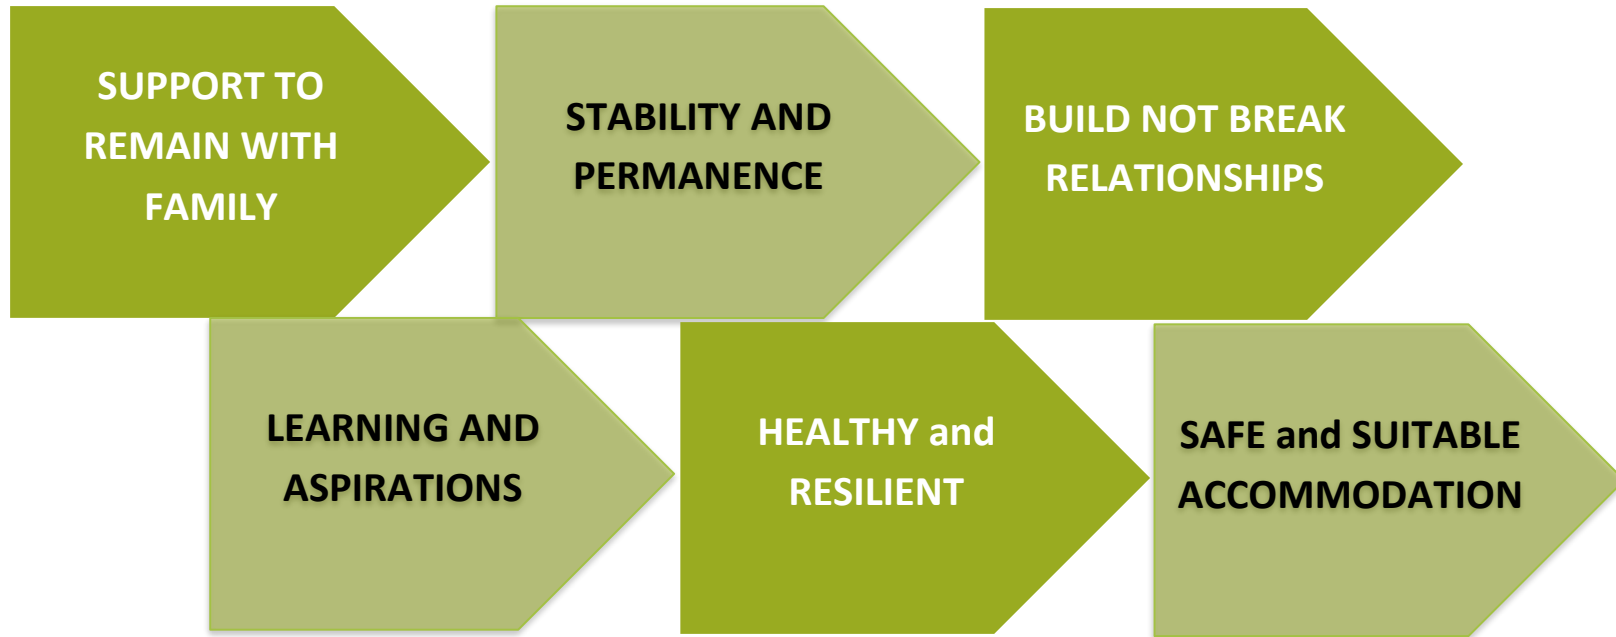 SUPPORT TO
REMAIN WITH
FAMILY
STABILITY AND
PERMANENCE
BUILD NOT BREAK
RELATIONSHIPS
LEARNING AND
ASPIRATIONS
HEALTHY and
RESILIENT
SAFE and SUITABLE
ACCOMMODATION